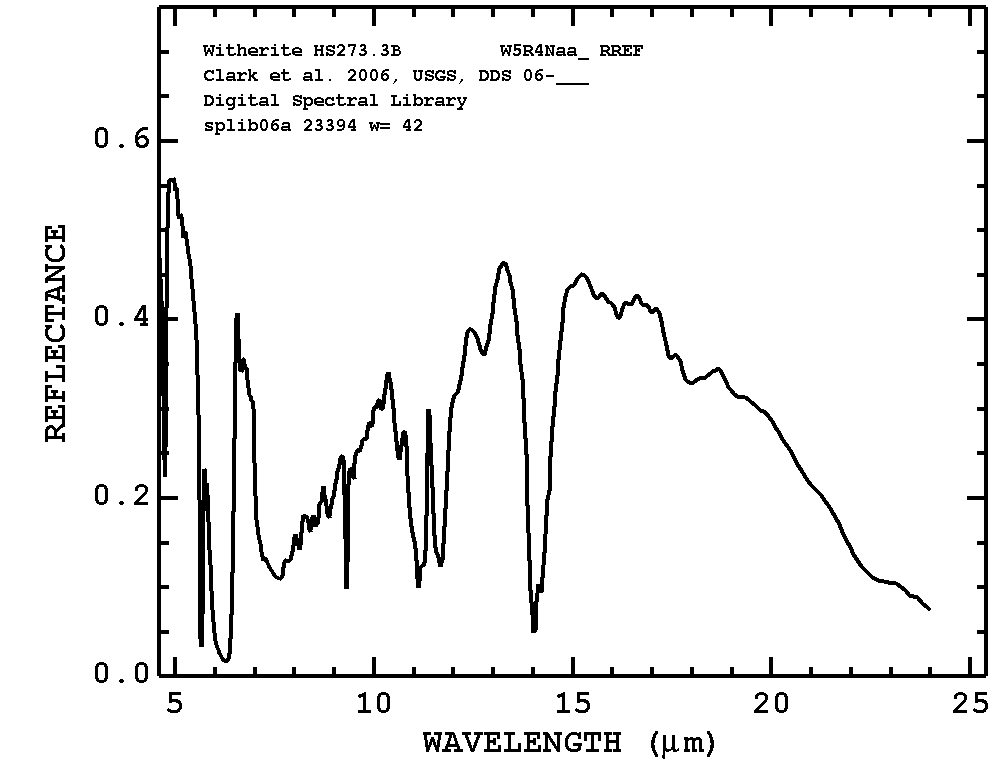 Witherite HS273.3B W5R4Naa_ RREF
Clark et al. 2006, USGS, DDS 06-___
Digital Spectral Library
splib06a 23394 w= 42
0.6
0.4
0.2
0.0
REFLECTANCE
5 10 15 20 25
WAVELENGTH (μm)